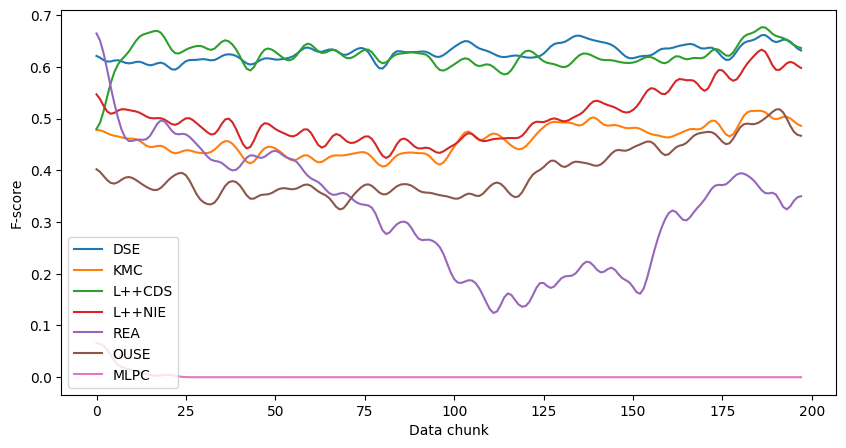 0.7
0.6
0.5
0.4
0.3
0.2
0.1
0.0
F-score
DSE
KMC
L++CDS
L++NIE
REA
OUSE
MLPC
0 25 50 75 100 125 150 175 200
Data chunk